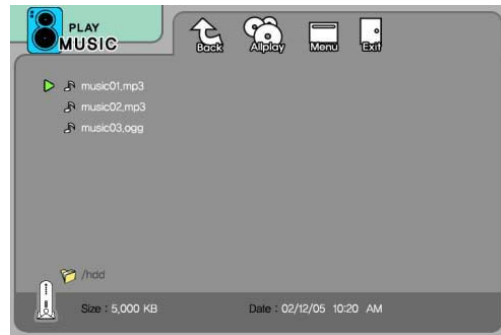 PLAY
MUSIC
Back
Allplay
Menu
Exit
music01.mp3
music02.mp3
music03.ogg
/hdd
Size : 5,000 KB
Date : 02/12/05 10:20 AM